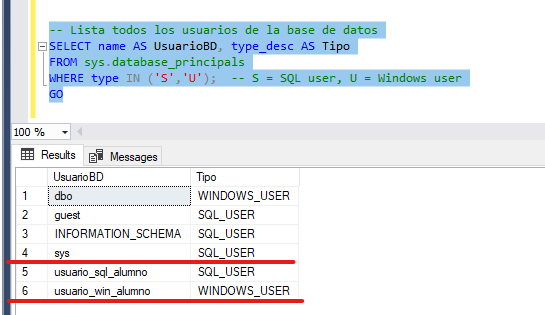 -- Lista todos los usuarios de la base de datos
SELECT name AS UsuarioBD, type_desc AS Tipo
FROM sys.database_principals
WHERE type IN ('S','U');  -- S = SQL user, U = Windows user
GO
100 %
Results Messages
UsuarioBD Tipo
1 dbo WINDOWS_USER
2 guest SQL_USER
3 INFORMATION_SCHEMA SQL_USER
4 sys SQL_USER
5 usuario_sql_alumno SQL_USER
6 usuario_win_alumno WINDOWS_USER